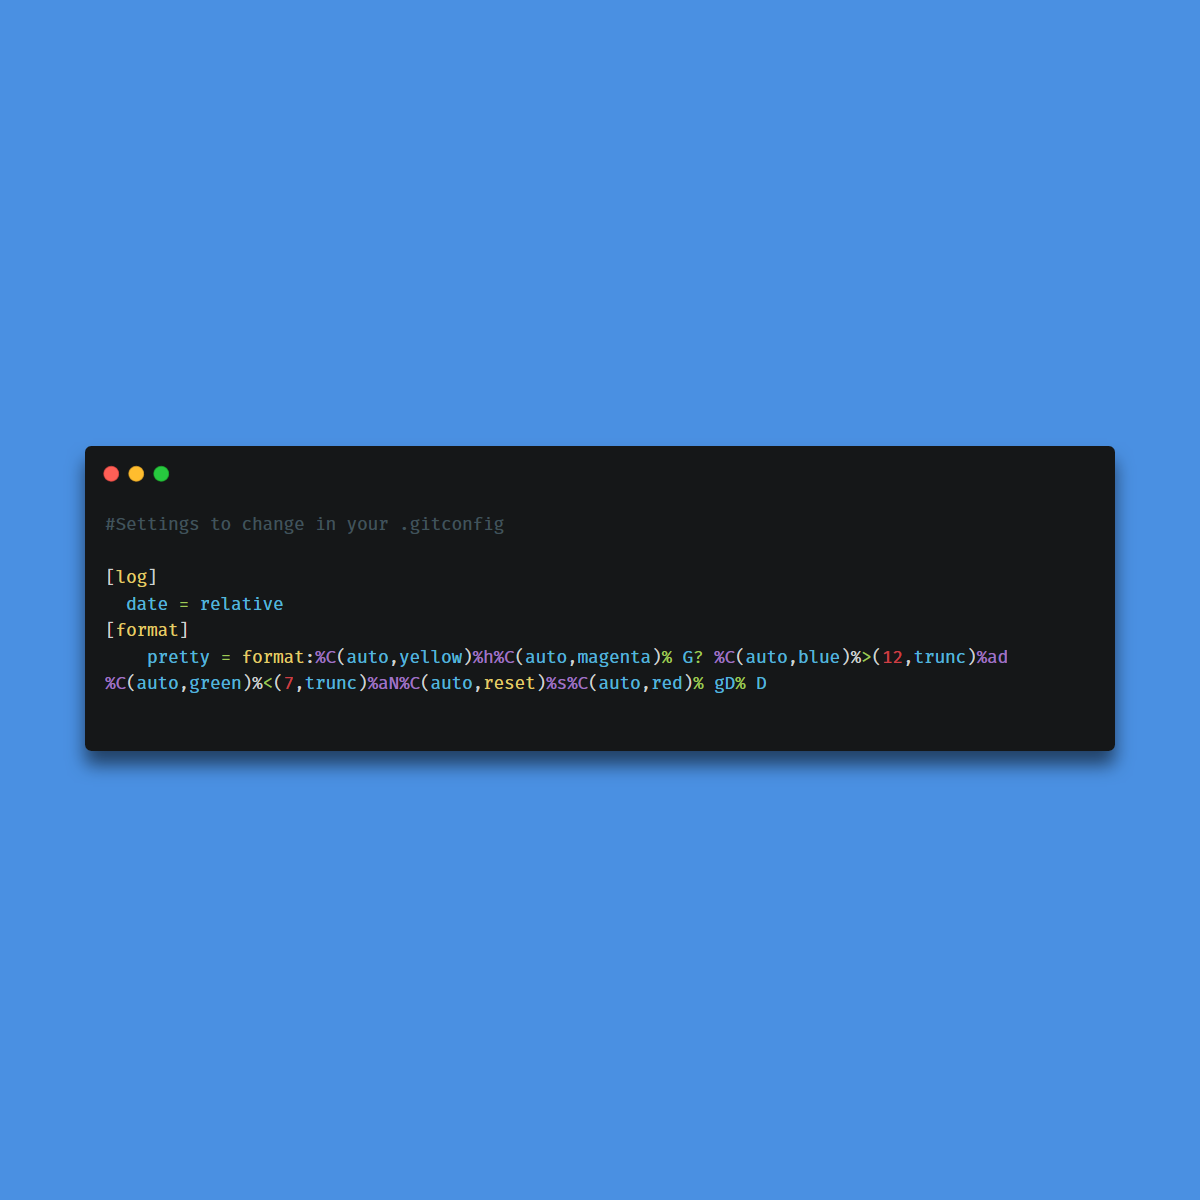 #Settings to change in your .gitconfig
[log]
date = relative
[format]
pretty = format:%C(auto,yellow)%h%C(auto,magenta)% G? %C(auto,blue)%>(12,trunc)%ad
%C(auto,green)%<(7,trunc)%aN%C(auto,reset)%s%C(auto,red)% gD% D